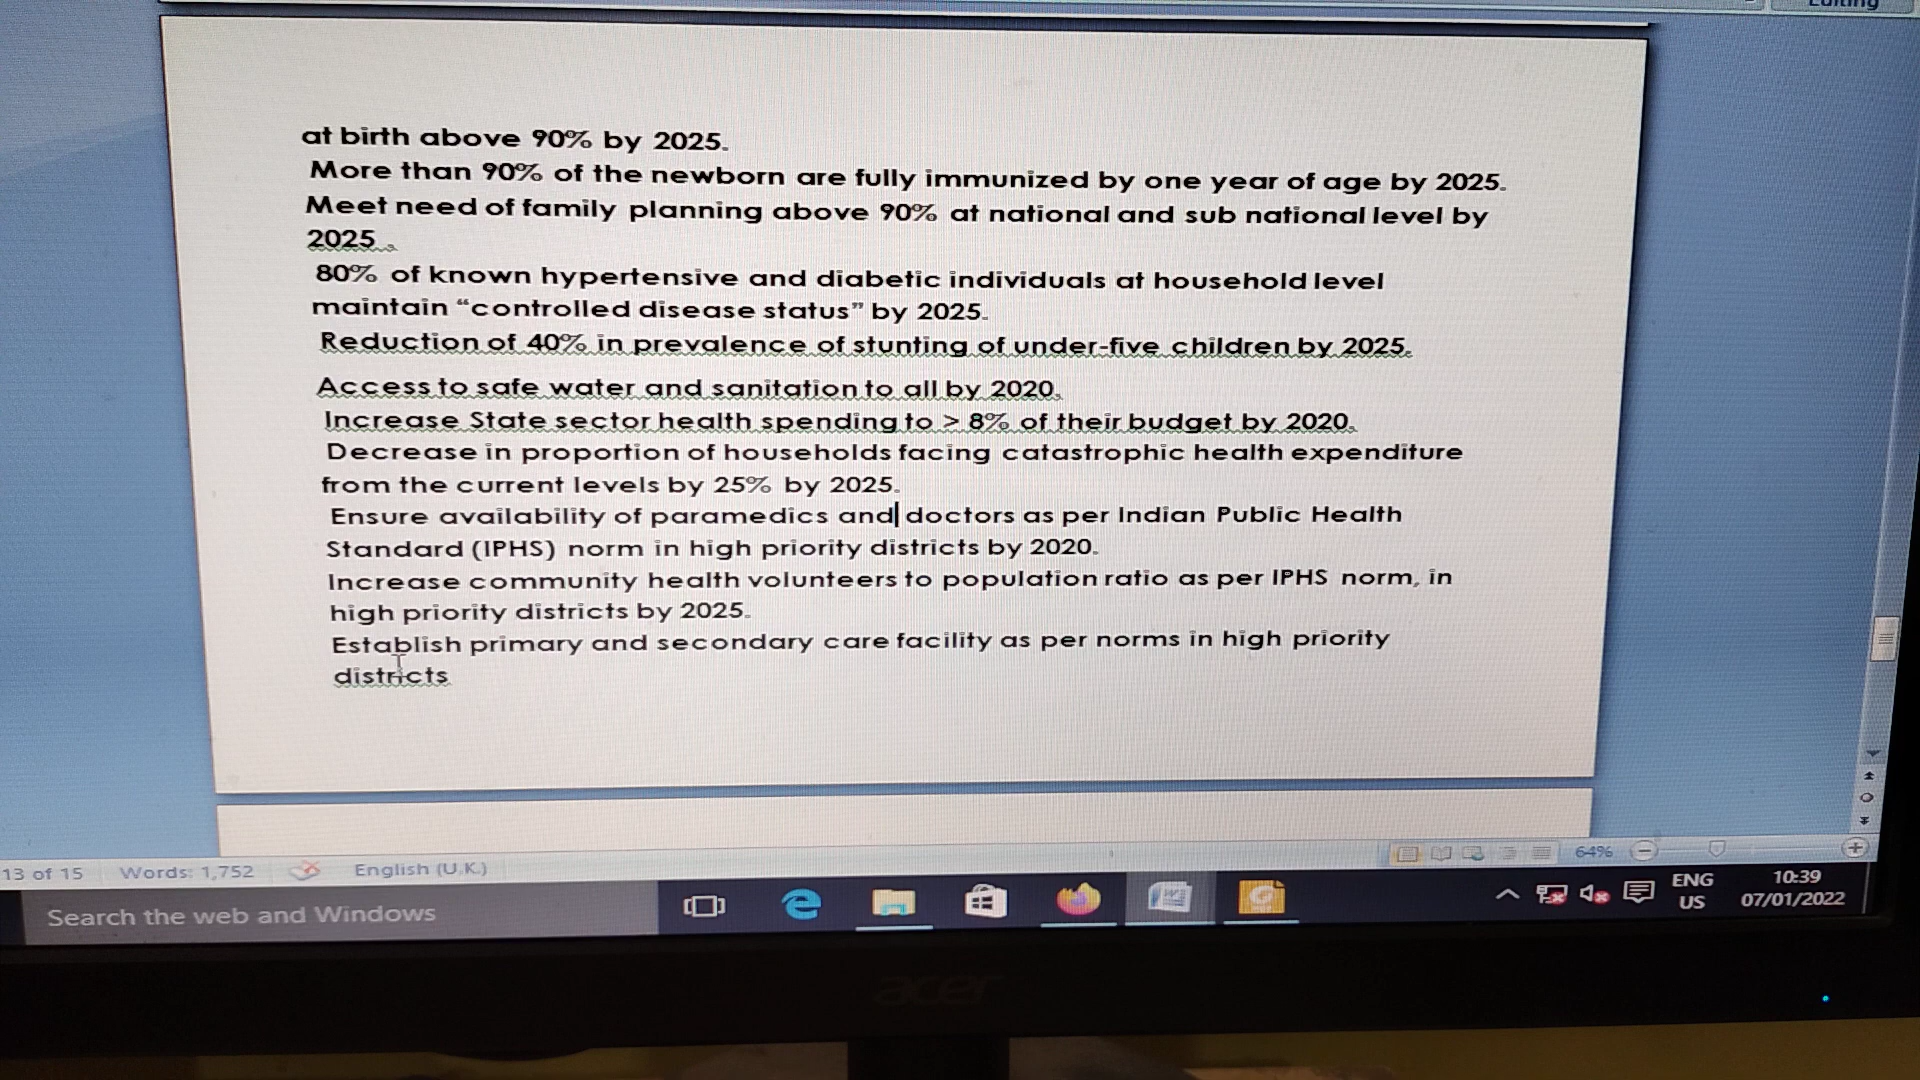 Editing
at birth above 90% by 2025.
More than 90% of the newborn are fully immunized by one year of age by 2025.
Meet need of family planning above 90% at national and sub national level by
2025 .
80% of known hypertensive and diabetic individuals at household level
maintain “controlled disease status” by 2025.
Reduction of 40% in prevalence of stunting of under-five children by 2025.
Access to safe water and sanitation to all by 2020.
Increase State sector health spending to > 8% of their budget by 2020.
Decrease in proportion of households facing catastrophic health expenditure
from the current levels by 25% by 2025.
Ensure availability of paramedics and doctors as per Indian Public Health
Standard (IPHS) norm in high priority districts by 2020.
Increase community health volunteers to population ratio as per IPHS norm, in
high priority districts by 2025.
Establish primary and secondary care facility as per norms in high priority
districts
13 of 15 Words: 1,752 English (U.K.) 64%
Search the web and Windows
ENG
US
10:39
07/01/2022
acer